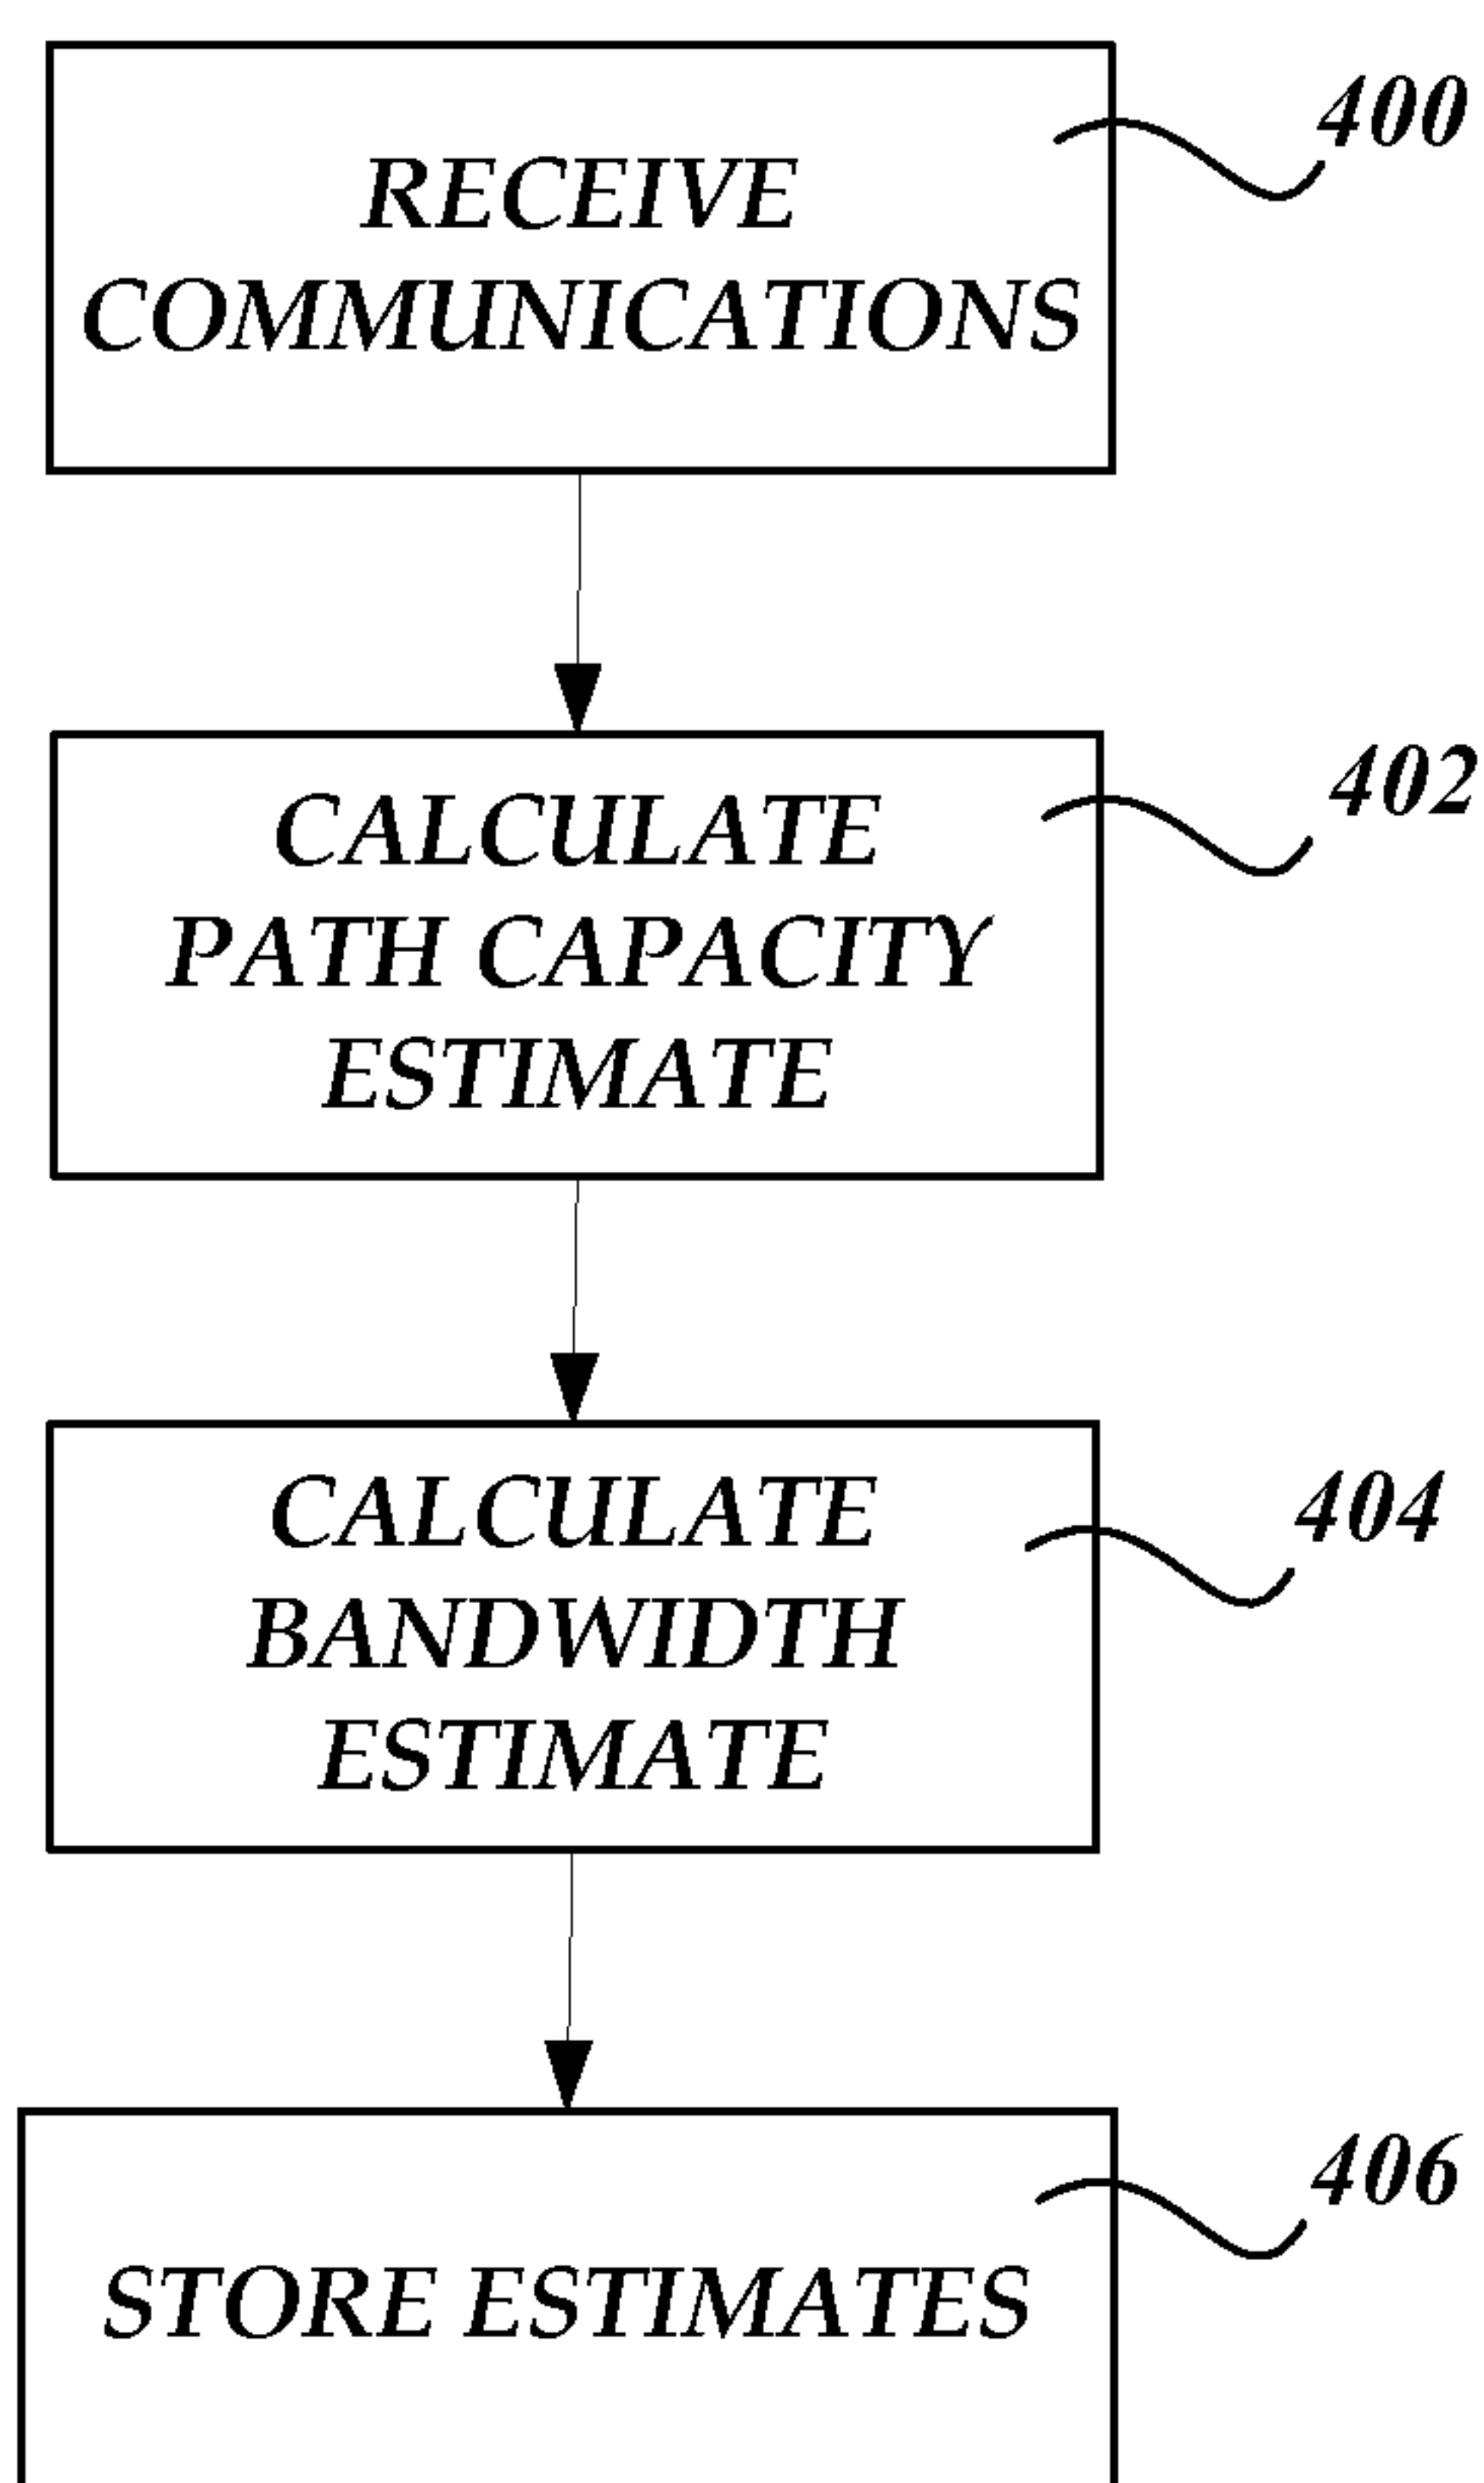 400
RECEIVE
COMMUNICATIONS
402
CALCULATE
PATH CAPACITY
ESTIMATE
404
CALCULATE
BANDWIDTH
ESTIMATE
406
STORE ESTIMATES